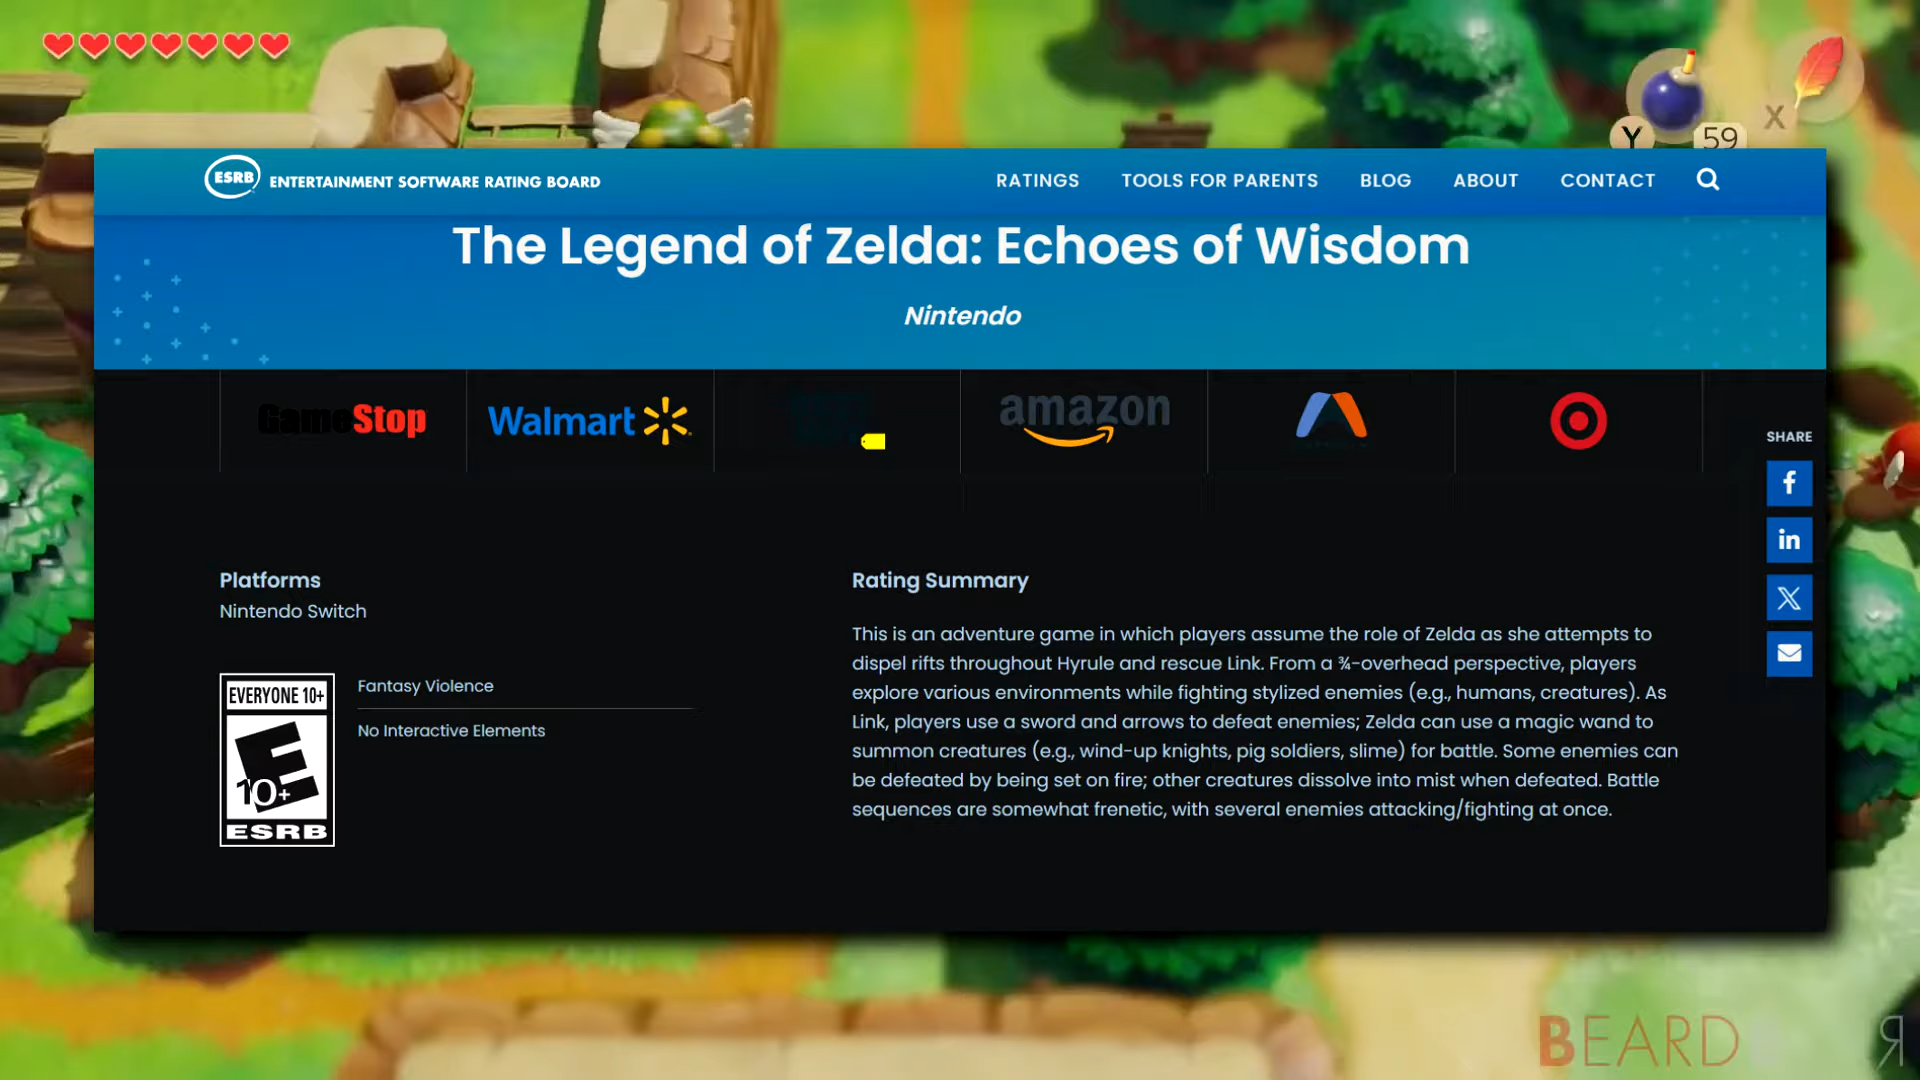 Y
59
X
ESRB
ENTERTAINMENT SOFTWARE RATING BOARD
RATINGS
TOOLS FOR PARENTS
BLOG
ABOUT
CONTACT
The Legend of Zelda: Echoes of Wisdom
Nintendo
GameStop
Walmart
amazon
SHARE
f
in
X
Platforms
Nintendo Switch
EVERYONE 10+
E
10+
ESRB
Fantasy Violence
No Interactive Elements
Rating Summary
This is an adventure game in which players assume the role of Zelda as she attempts to
dispel rifts throughout Hyrule and rescue Link. From a ¾-overhead perspective, players
explore various environments while fighting stylized enemies (e.g., humans, creatures). As
Link, players use a sword and arrows to defeat enemies; Zelda can use a magic wand to
summon creatures (e.g., wind-up knights, pig soldiers, slime) for battle. Some enemies can
be defeated by being set on fire; other creatures dissolve into mist when defeated. Battle
sequences are somewhat frenetic, with several enemies attacking/fighting at once.